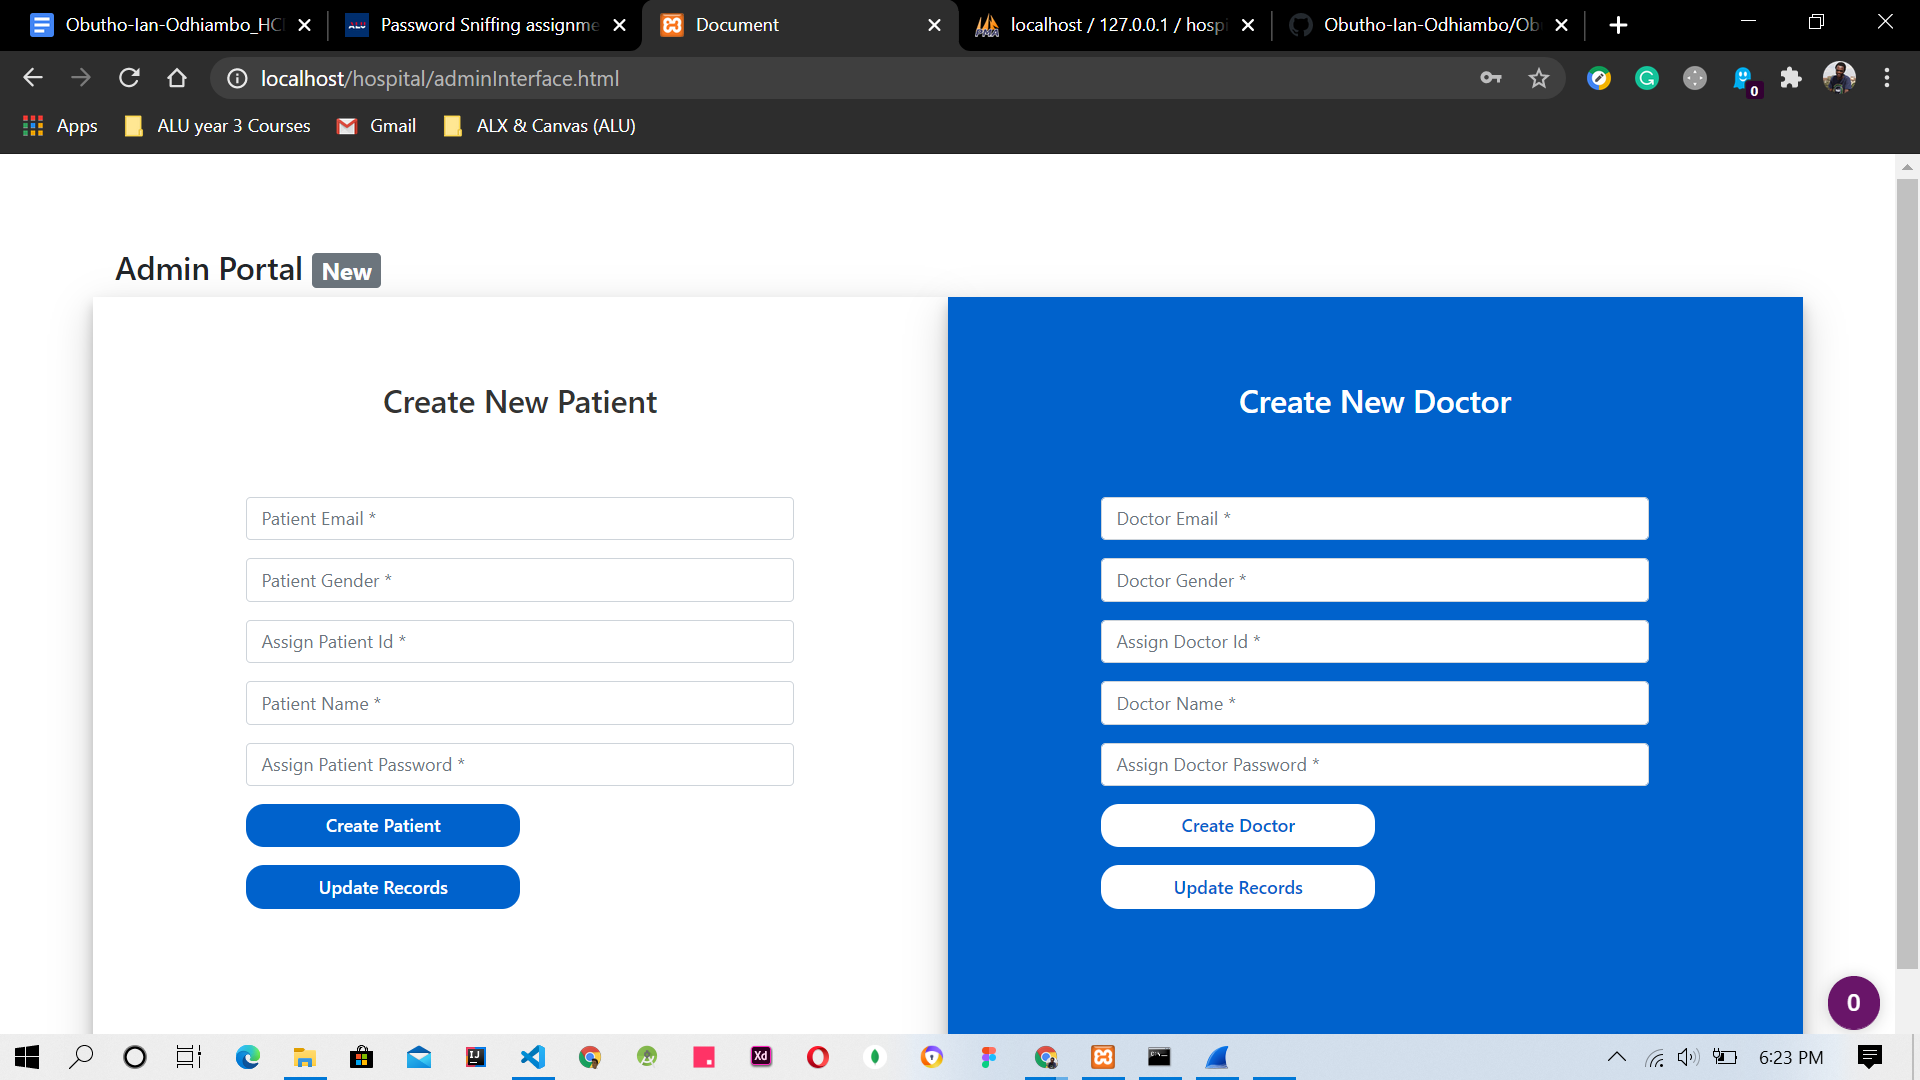 Obutho-Ian-Odhiambo_HCI
Password Sniffing assignme
Document
localhost / 127.0.0.1 / hospi
Obutho-Ian-Odhiambo/Ob
localhost/hospital/adminInterface.html
0
Apps
ALU year 3 Courses
Gmail
ALX & Canvas (ALU)
Admin Portal New
Create New Patient
Patient Email *
Patient Gender *
Assign Patient Id *
Patient Name *
Assign Patient Password *
Create Patient
Update Records
Create New Doctor
Doctor Email *
Doctor Gender *
Assign Doctor Id *
Doctor Name *
Assign Doctor Password *
Create Doctor
Update Records
0
6:23 PM